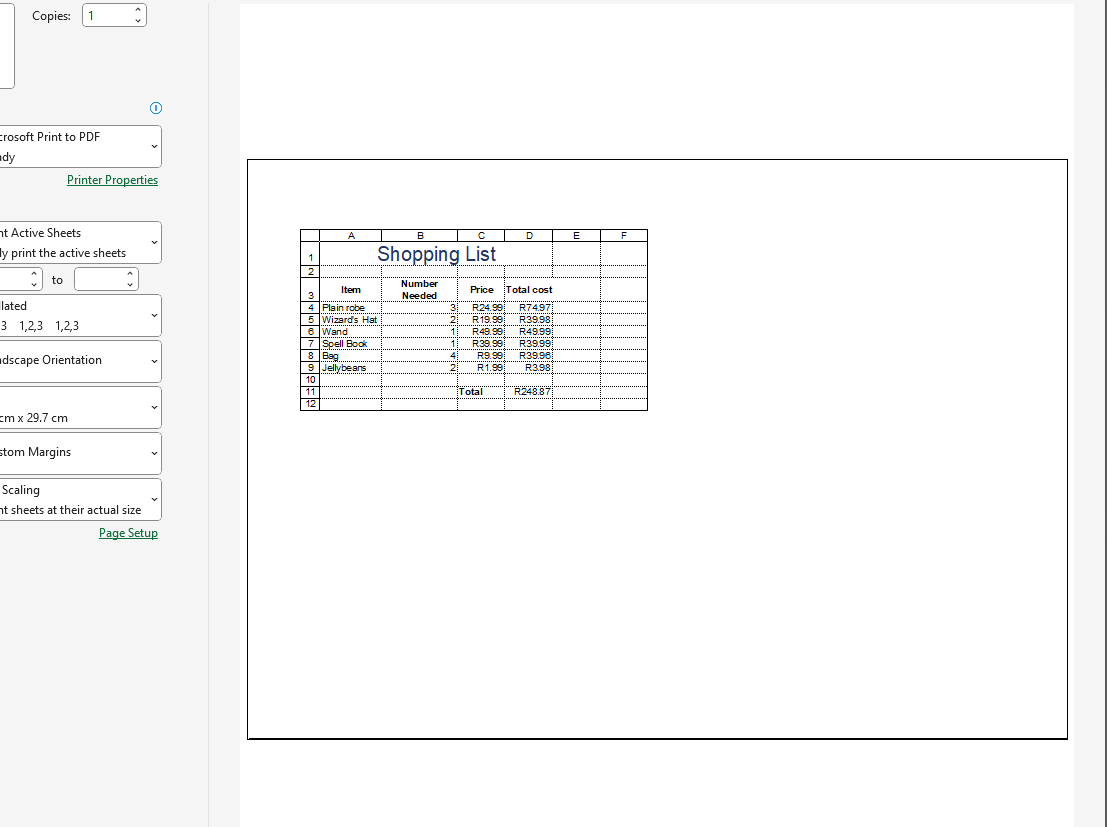 Copies: 1
crosoft Print to PDF
ady
Printer Properties
nt Active Sheets
ly print the active sheets
to
lated
3 1,2,3 1,2,3
ndscape Orientation
cm x 29.7 cm
stom Margins
Scaling
nt sheets at their actual size
Page Setup
A B C D E F
1 Shopping List
2
3 Item Number Needed Price Total cost
4 Plain robe 3 R24.99 R74.97
5 Wizard's Hat 2 R19.99 R39.98
6 Wand 1 R49.99 R49.99
7 Spell Book 1 R39.99 R39.99
8 Bag 4 R9.99 R39.96
9 Jellybeans 2 R1.99 R3.98
10
11 Total R248.87
12